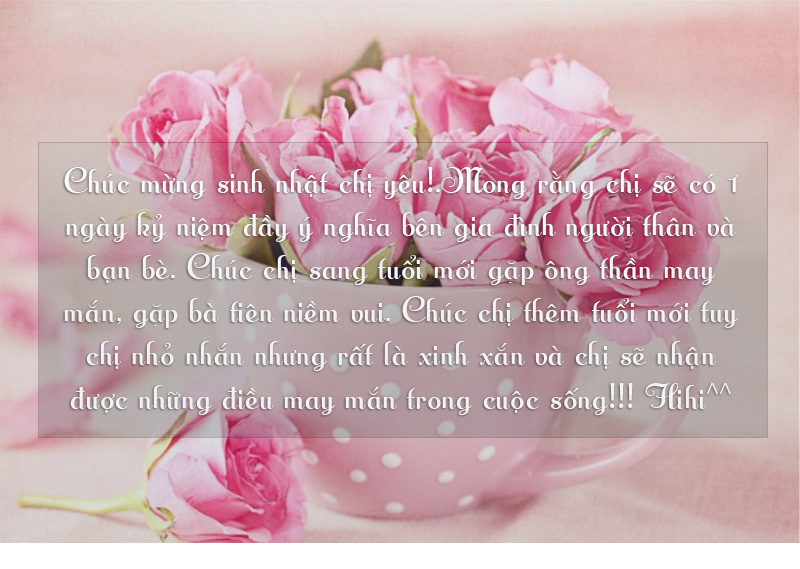 Chúc mừng sinh nhật chị yêu!.Mong rằng chị sẽ có 1
ngày kỷ niệm đầy ý nghĩa bên gia đình người thân và
bạn bè. Chúc chị sang tuổi mới gặp ông thần may
mắn, gặp bà tiên niềm vui. Chúc chị thêm tuổi mới tuy
chị nhỏ nhắn nhưng rất là xinh xắn và chị sẽ nhận
được những điều may mắn trong cuộc sống!!! Hihi^^